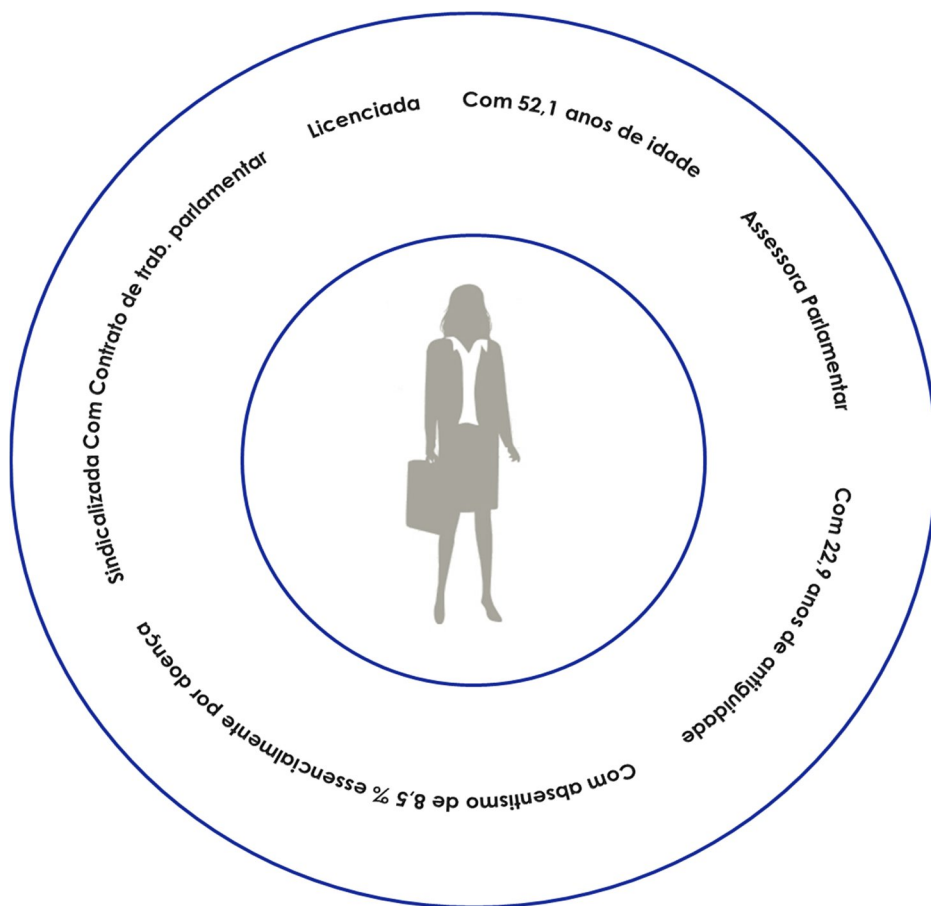 Com 52,1 anos de idade
Assessora Parlamentar
Com 22,9 anos de antiguidade
Com absentismo de 8,5 % essencialmente por doença
Sindicalizada Com Contrato de trab. parlamentar
Licenciada